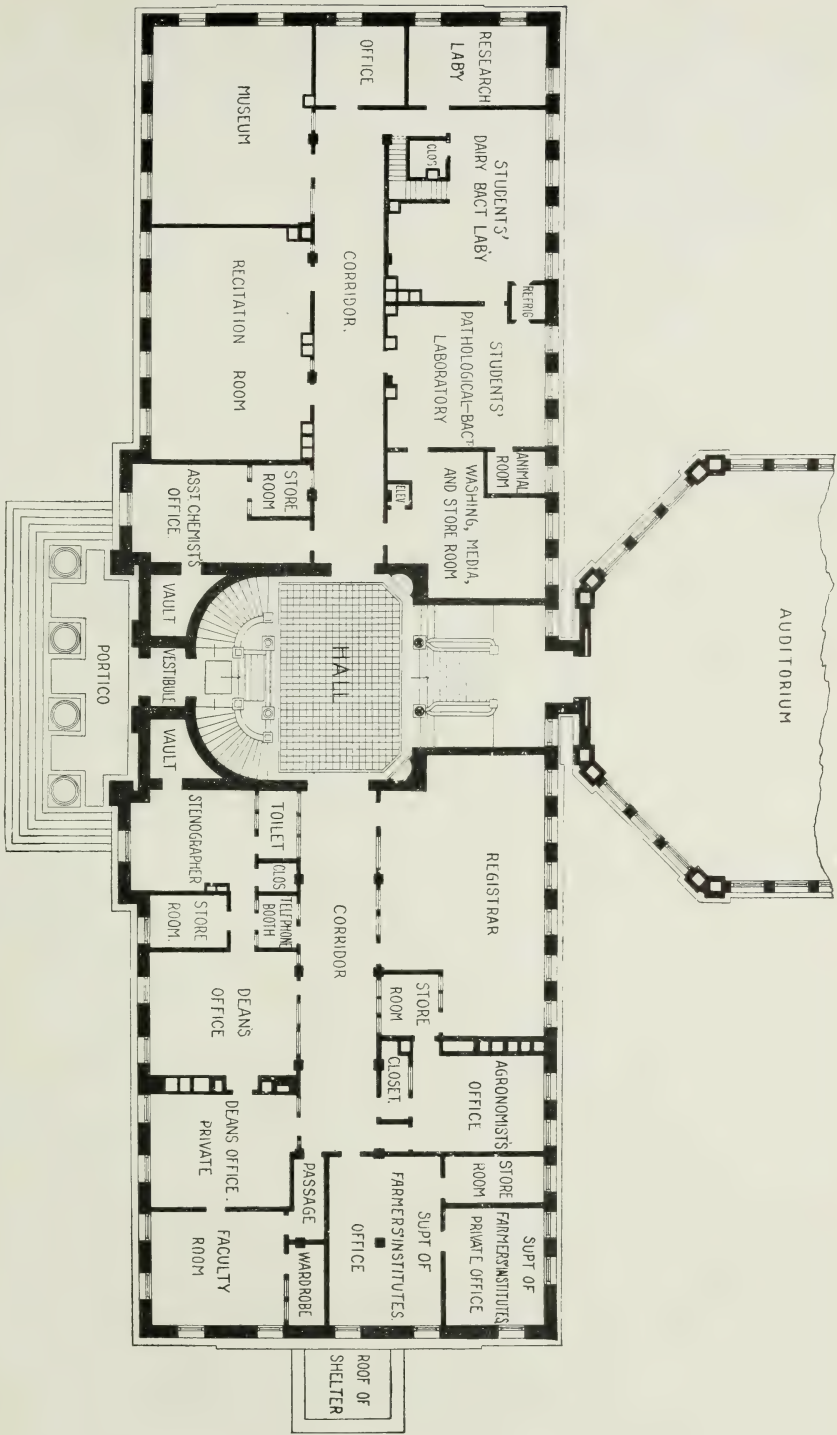 RESEARCH
LAB'Y
OFFICE
MUSEUM
STUDENTS'
DAIRY BACT LAB'Y
CLOS
REFRIG
CORRIDOR.
RECITATION ROOM
STUDENTS'
PATHOLOGICAL-BACT
LABORATORY
ANIMAL
ROOM
WASHING, MEDIA,
AND STORE ROOM
ELEV
STORE
ROOM
ASST. CHEMISTS
OFFICE
VAULT
VESTIBULE
VAULT
PORTICO
HALL
AUDITORIUM
REGISTRAR
TOILET
CLOS
TELEPHONE
BOOTH
STENOGRAPHER
STORE
ROOM.
CORRIDOR
STORE
ROOM
CLOSET.
AGRONOMIST'S
OFFICE
DEAN'S
OFFICE
DEANS OFFICE.
PRIVATE
PASSAGE
FACULTY
ROOM
WARDROBE
STORE
ROOM
SUPT OF
FARMERS' INSTITUTES.
OFFICE
SUPT OF
FARMERS' INSTITUTES
PRIVATE OFFICE
ROOF OF
SHELTER